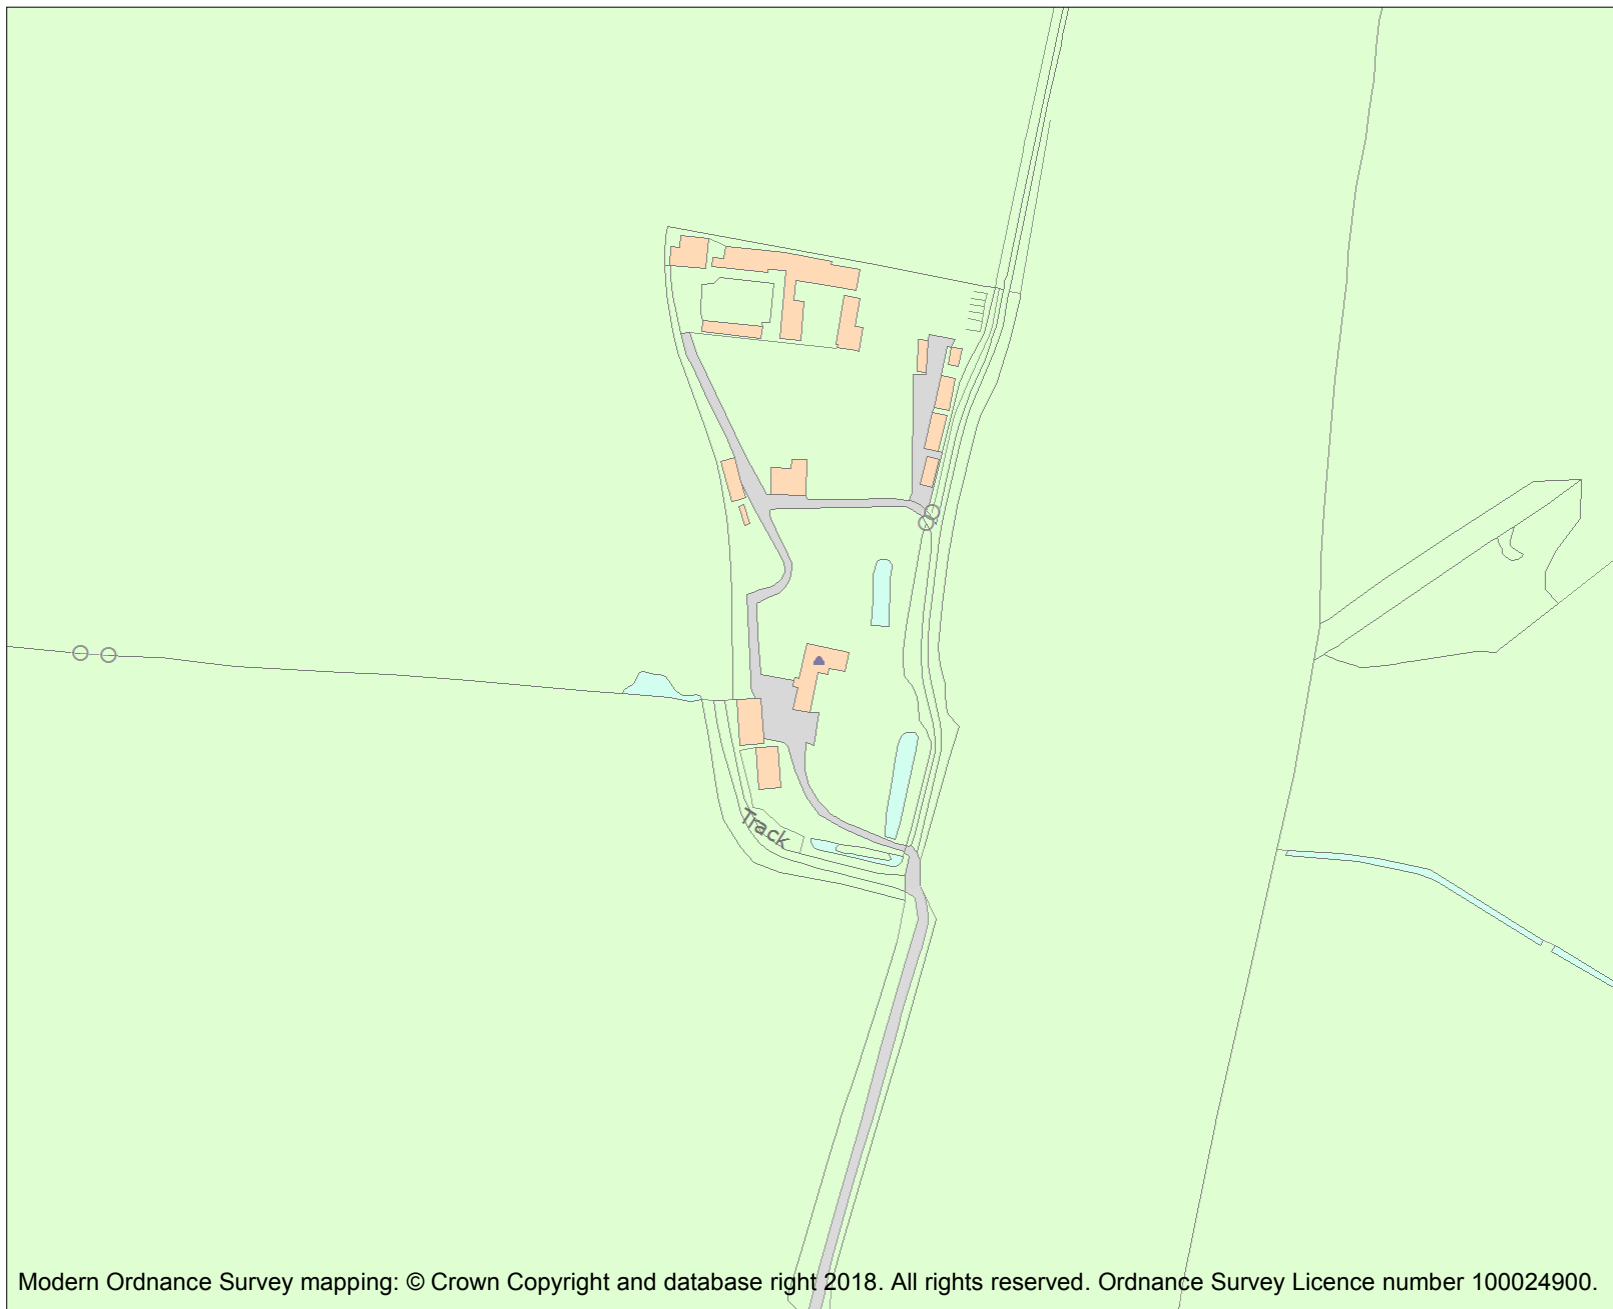 Track
Modern Ordnance Survey mapping: © Crown Copyright and database right 2018. All rights reserved. Ordnance Survey Licence number 100024900.